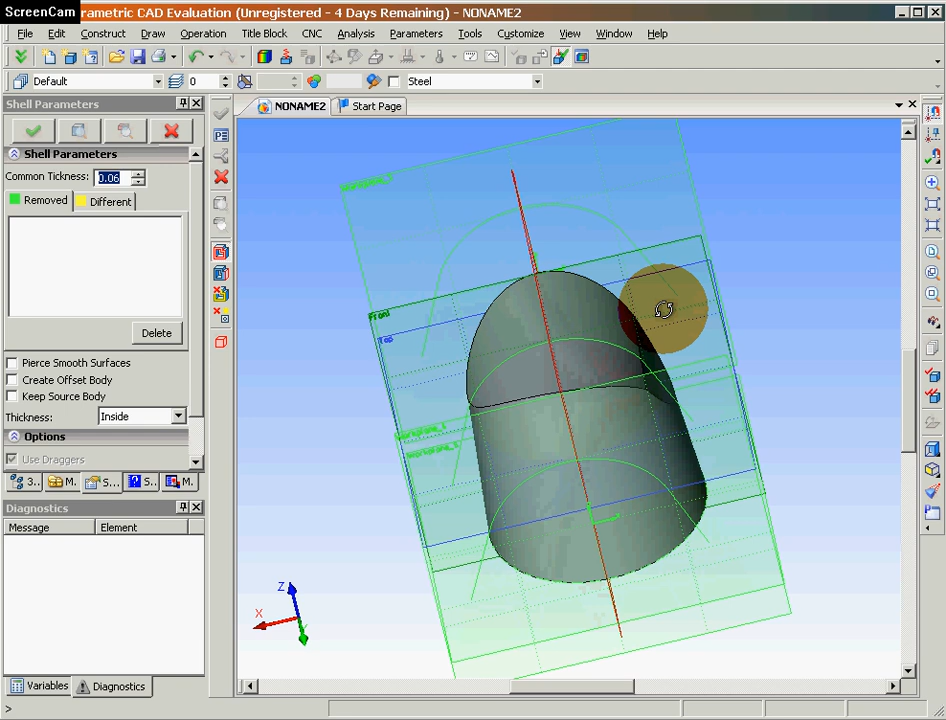 ScreenCam
rametric CAD Evaluation (Unregistered - 4 Days Remaining) - NONAME2
File Edit Construct Draw Operation Title Block CNC Analysis Parameters Tools Customize View Window Help
Default 0 Steel
Shell Parameters
NONAME2 Start Page
Shell Parameters
Common Tickness: 0.06
Removed Different
Delete
Pierce Smooth Surfaces
Create Offset Body
Keep Source Body
Thickness: Inside
Options
Use Draggers
3.. M. S... S.. M.
Diagnostics
Message Element
Variables Diagnostics
>
Front
Top
Z
X